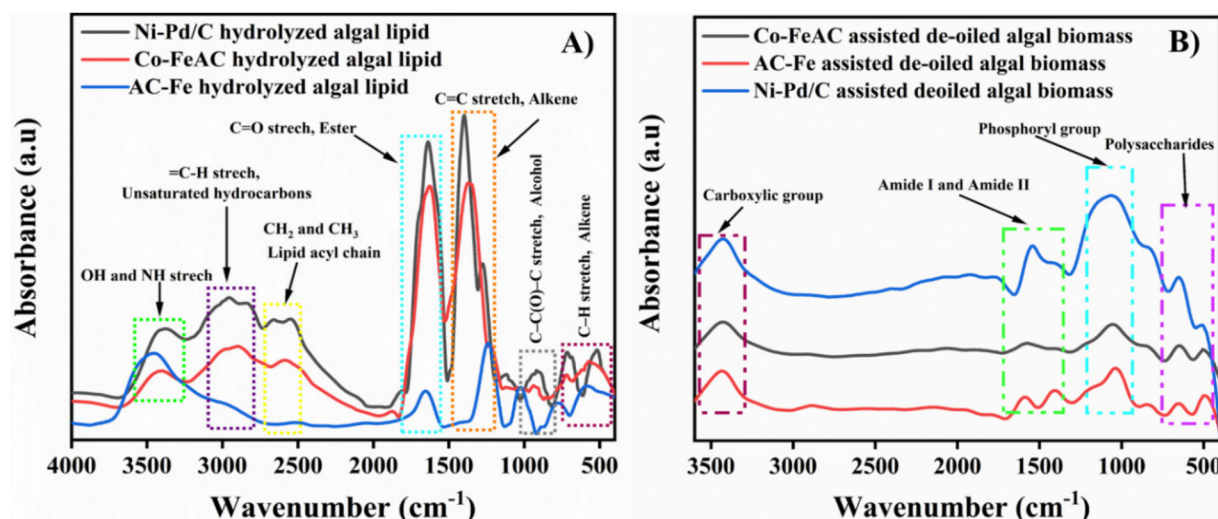 Ni-Pd/C hydrolyzed algal lipid
Co-FeAC hydrolyzed algal lipid
AC-Fe hydrolyzed algal lipid
A)
C=C stretch, Alkene
C=O strech, Ester
=C-H strech,
Unsaturated hydrocarbons
CH₂ and CH₃
Lipid acyl chain
OH and NH strech
C–C(O)–C stretch, Alcohol
C–H stretch, Alkene
Absorbance (a.u)
4000 3500 3000 2500 2000 1500 1000 500
Wavenumber (cm⁻¹)
Co-FeAC assisted de-oiled algal biomass
AC-Fe assisted de-oiled algal biomass
Ni-Pd/C assisted deoiled algal biomass
B)
Phosphoryl group
Polysaccharides
Amide I and Amide II
Carboxylic group
Absorbance (a.u)
3500 3000 2500 2000 1500 1000 500
Wavenumber (cm⁻¹)